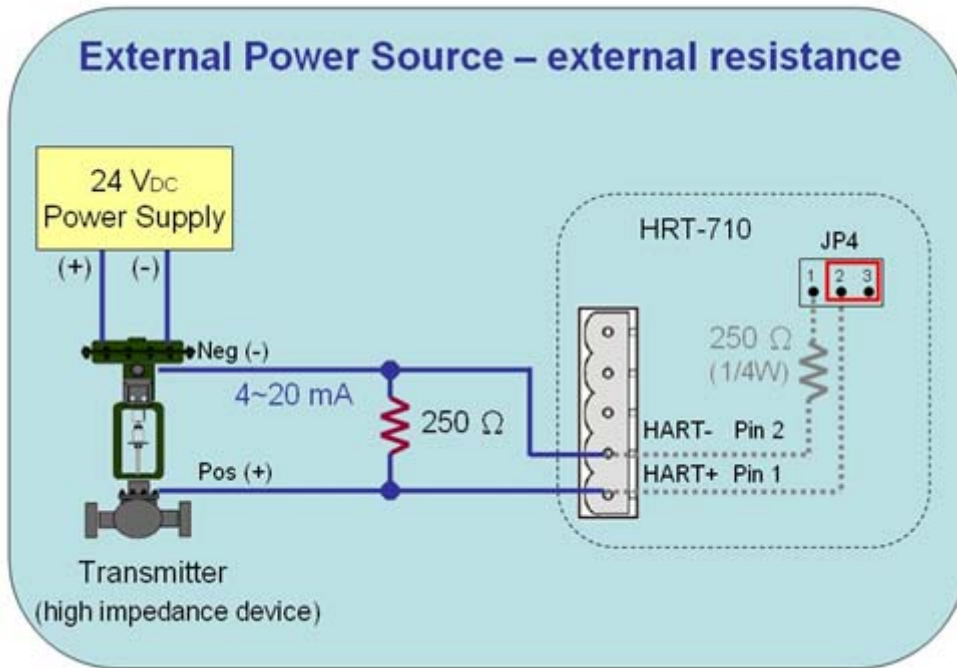 External Power Source – external resistance
24 VDC
Power Supply
(+)
(-)
HRT-710
JP4
1
2
3
Neg (-)
4~20 mA
250 Ω
250 Ω
(1/4W)
HART- Pin 2
HART+ Pin 1
Pos (+)
Transmitter
(high impedance device)